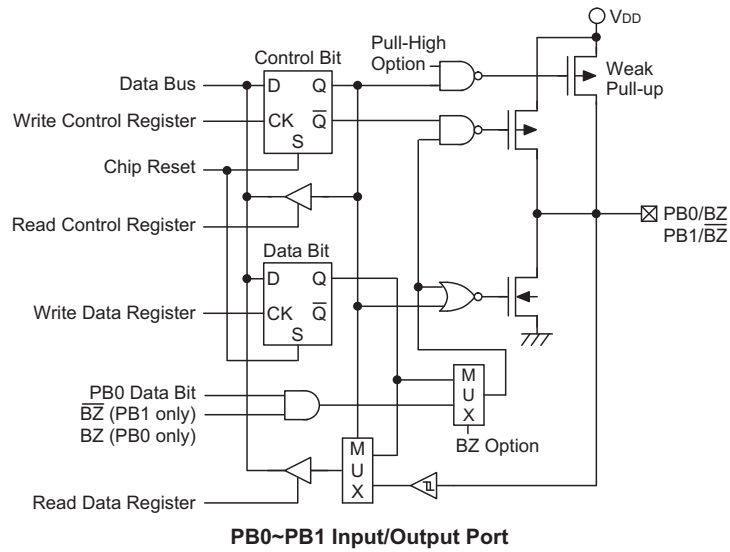 VDD
Control Bit
Pull-High
Option
Weak
Pull-up
Data Bus
D Q
Write Control Register
CK Q̅
S
Chip Reset
Read Control Register
PB0/BZ
PB1/B̅Z̅
Data Bit
D Q
Write Data Register
CK Q̅
S
PB0 Data Bit
B̅Z̅ (PB1 only)
BZ (PB0 only)
M
U
X
BZ Option
M
U
X
Read Data Register
PB0~PB1 Input/Output Port